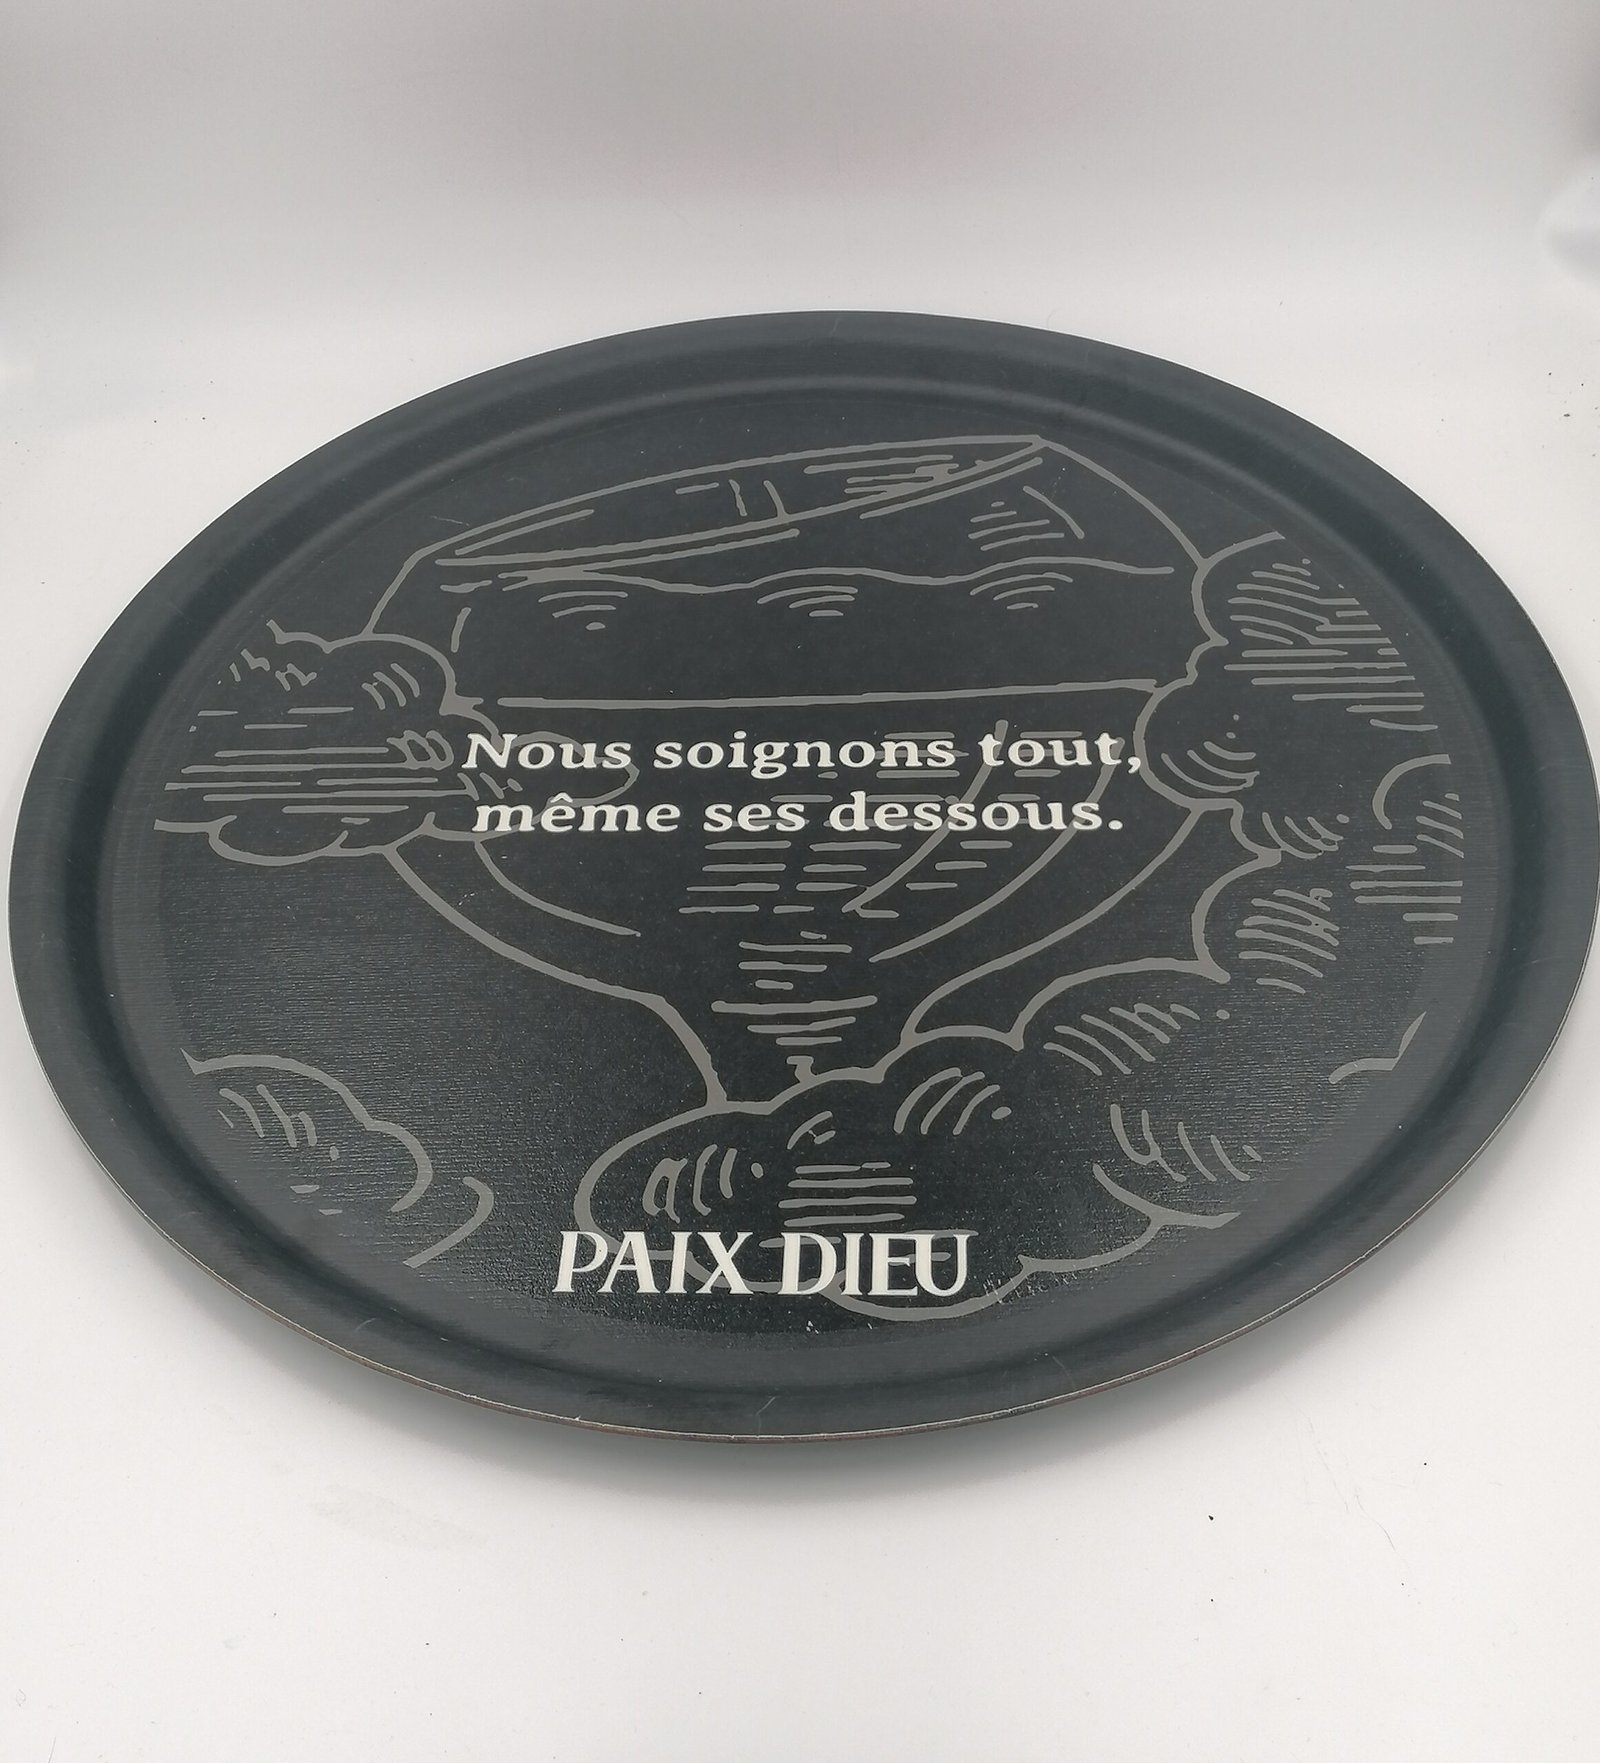 Nous soignons tout,
même ses dessous.
PAIX DIEU